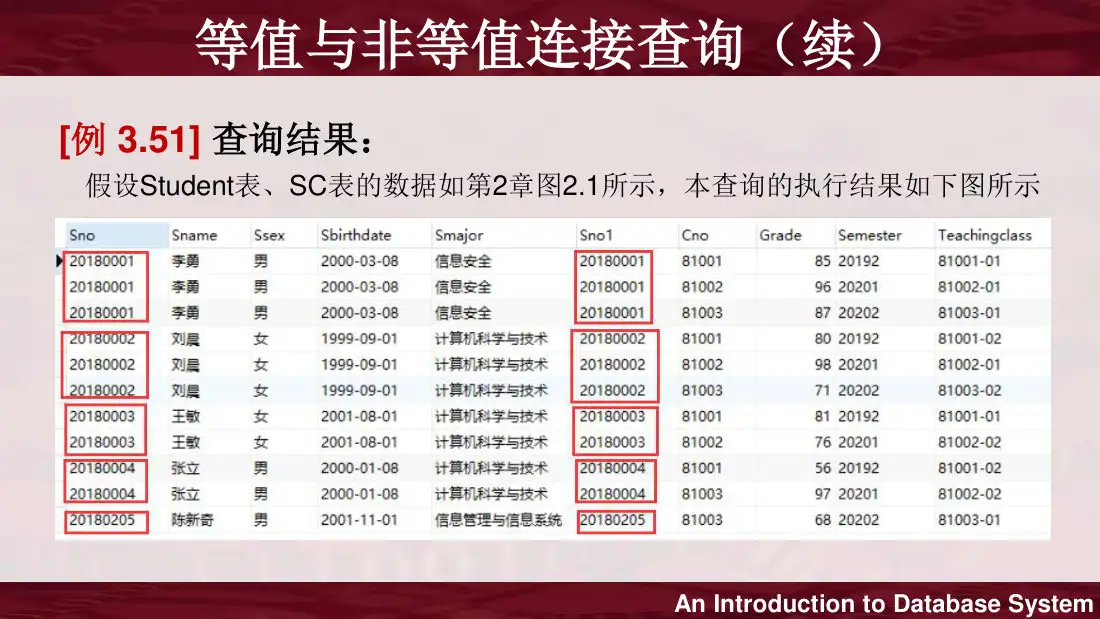 等值与非等值连接查询（续）
[例 3.51] 查询结果：
假设Student表、SC表的数据如第2章图2.1所示，本查询的执行结果如下图所示
Sno Sname Ssex Sbirthdate Smajor Sno1 Cno Grade Semester Teachingclass
20180001 李勇 男 2000-03-08 信息安全 20180001 81001 85 20192 81001-01
20180001 李勇 男 2000-03-08 信息安全 20180001 81002 96 20201 81002-01
20180001 李勇 男 2000-03-08 信息安全 20180001 81003 87 20202 81003-01
20180002 刘晨 女 1999-09-01 计算机科学与技术 20180002 81001 80 20192 81001-02
20180002 刘晨 女 1999-09-01 计算机科学与技术 20180002 81002 98 20201 81002-01
20180002 刘晨 女 1999-09-01 计算机科学与技术 20180002 81003 71 20202 81003-02
20180003 王敏 女 2001-08-01 计算机科学与技术 20180003 81001 81 20192 81001-01
20180003 王敏 女 2001-08-01 计算机科学与技术 20180003 81002 76 20201 81002-02
20180004 张立 男 2000-01-08 计算机科学与技术 20180004 81001 56 20192 81001-02
20180004 张立 男 2000-01-08 计算机科学与技术 20180004 81003 97 20201 81002-02
20180205 陈新奇 男 2001-11-01 信息管理与信息系统 20180205 81003 68 20202 81003-01
An Introduction to Database System